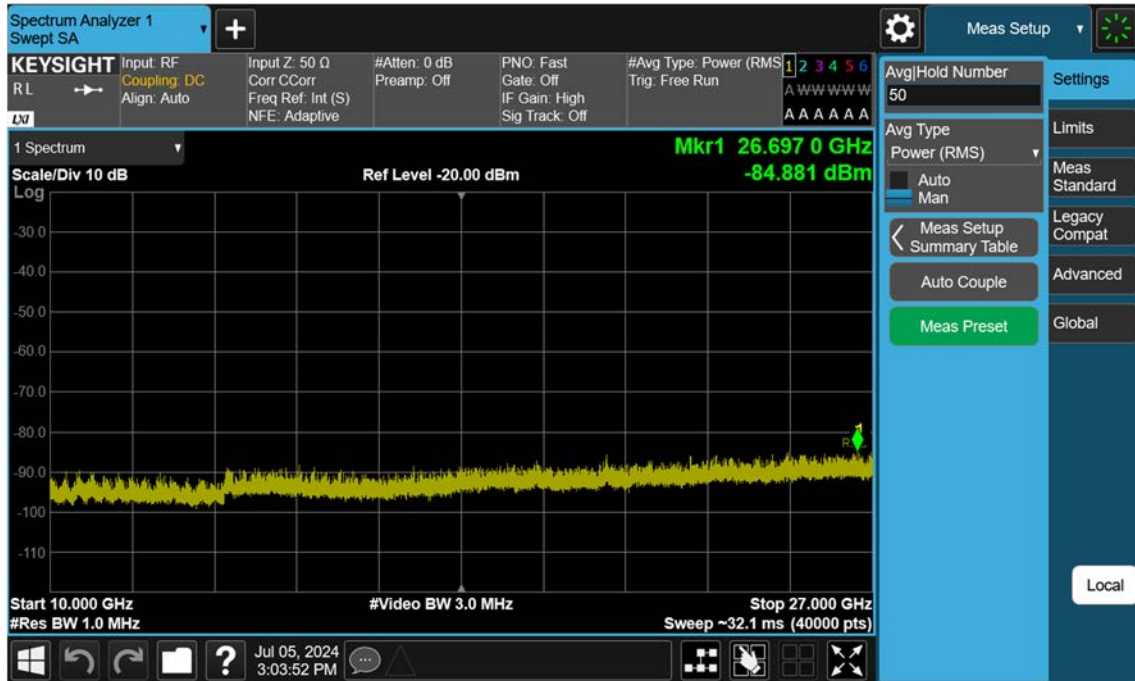 Spectrum Analyzer 1
Swept SA
+
Meas Setup
KEYSIGHT
RL
LXI
Input: RF
Coupling: DC
Align: Auto
Input Z: 50 Ω
Corr CCorr
Freq Ref: Int (S)
NFE: Adaptive
#Atten: 0 dB
Preamp: Off
PNO: Fast
Gate: Off
IF Gain: High
Sig Track: Off
#Avg Type: Power (RMS
Trig: Free Run
1 2 3 4 5 6
A W W W W W
A A A A A A
1 Spectrum
Mkr1 26.697 0 GHz
Scale/Div 10 dB
Ref Level -20.00 dBm
-84.881 dBm
Log
-30.0
-40.0
-50.0
-60.0
-70.0
-80.0
-90.0
-100
-110
1
Start 10.000 GHz
#Video BW 3.0 MHz
Stop 27.000 GHz
#Res BW 1.0 MHz
Sweep ~32.1 ms (40000 pts)
Avg|Hold Number
50
Avg Type
Power (RMS)
Auto
Man
Meas Setup
Summary Table
Auto Couple
Meas Preset
Settings
Limits
Meas
Standard
Legacy
Compat
Advanced
Global
Local
?
Jul 05, 2024
3:03:52 PM